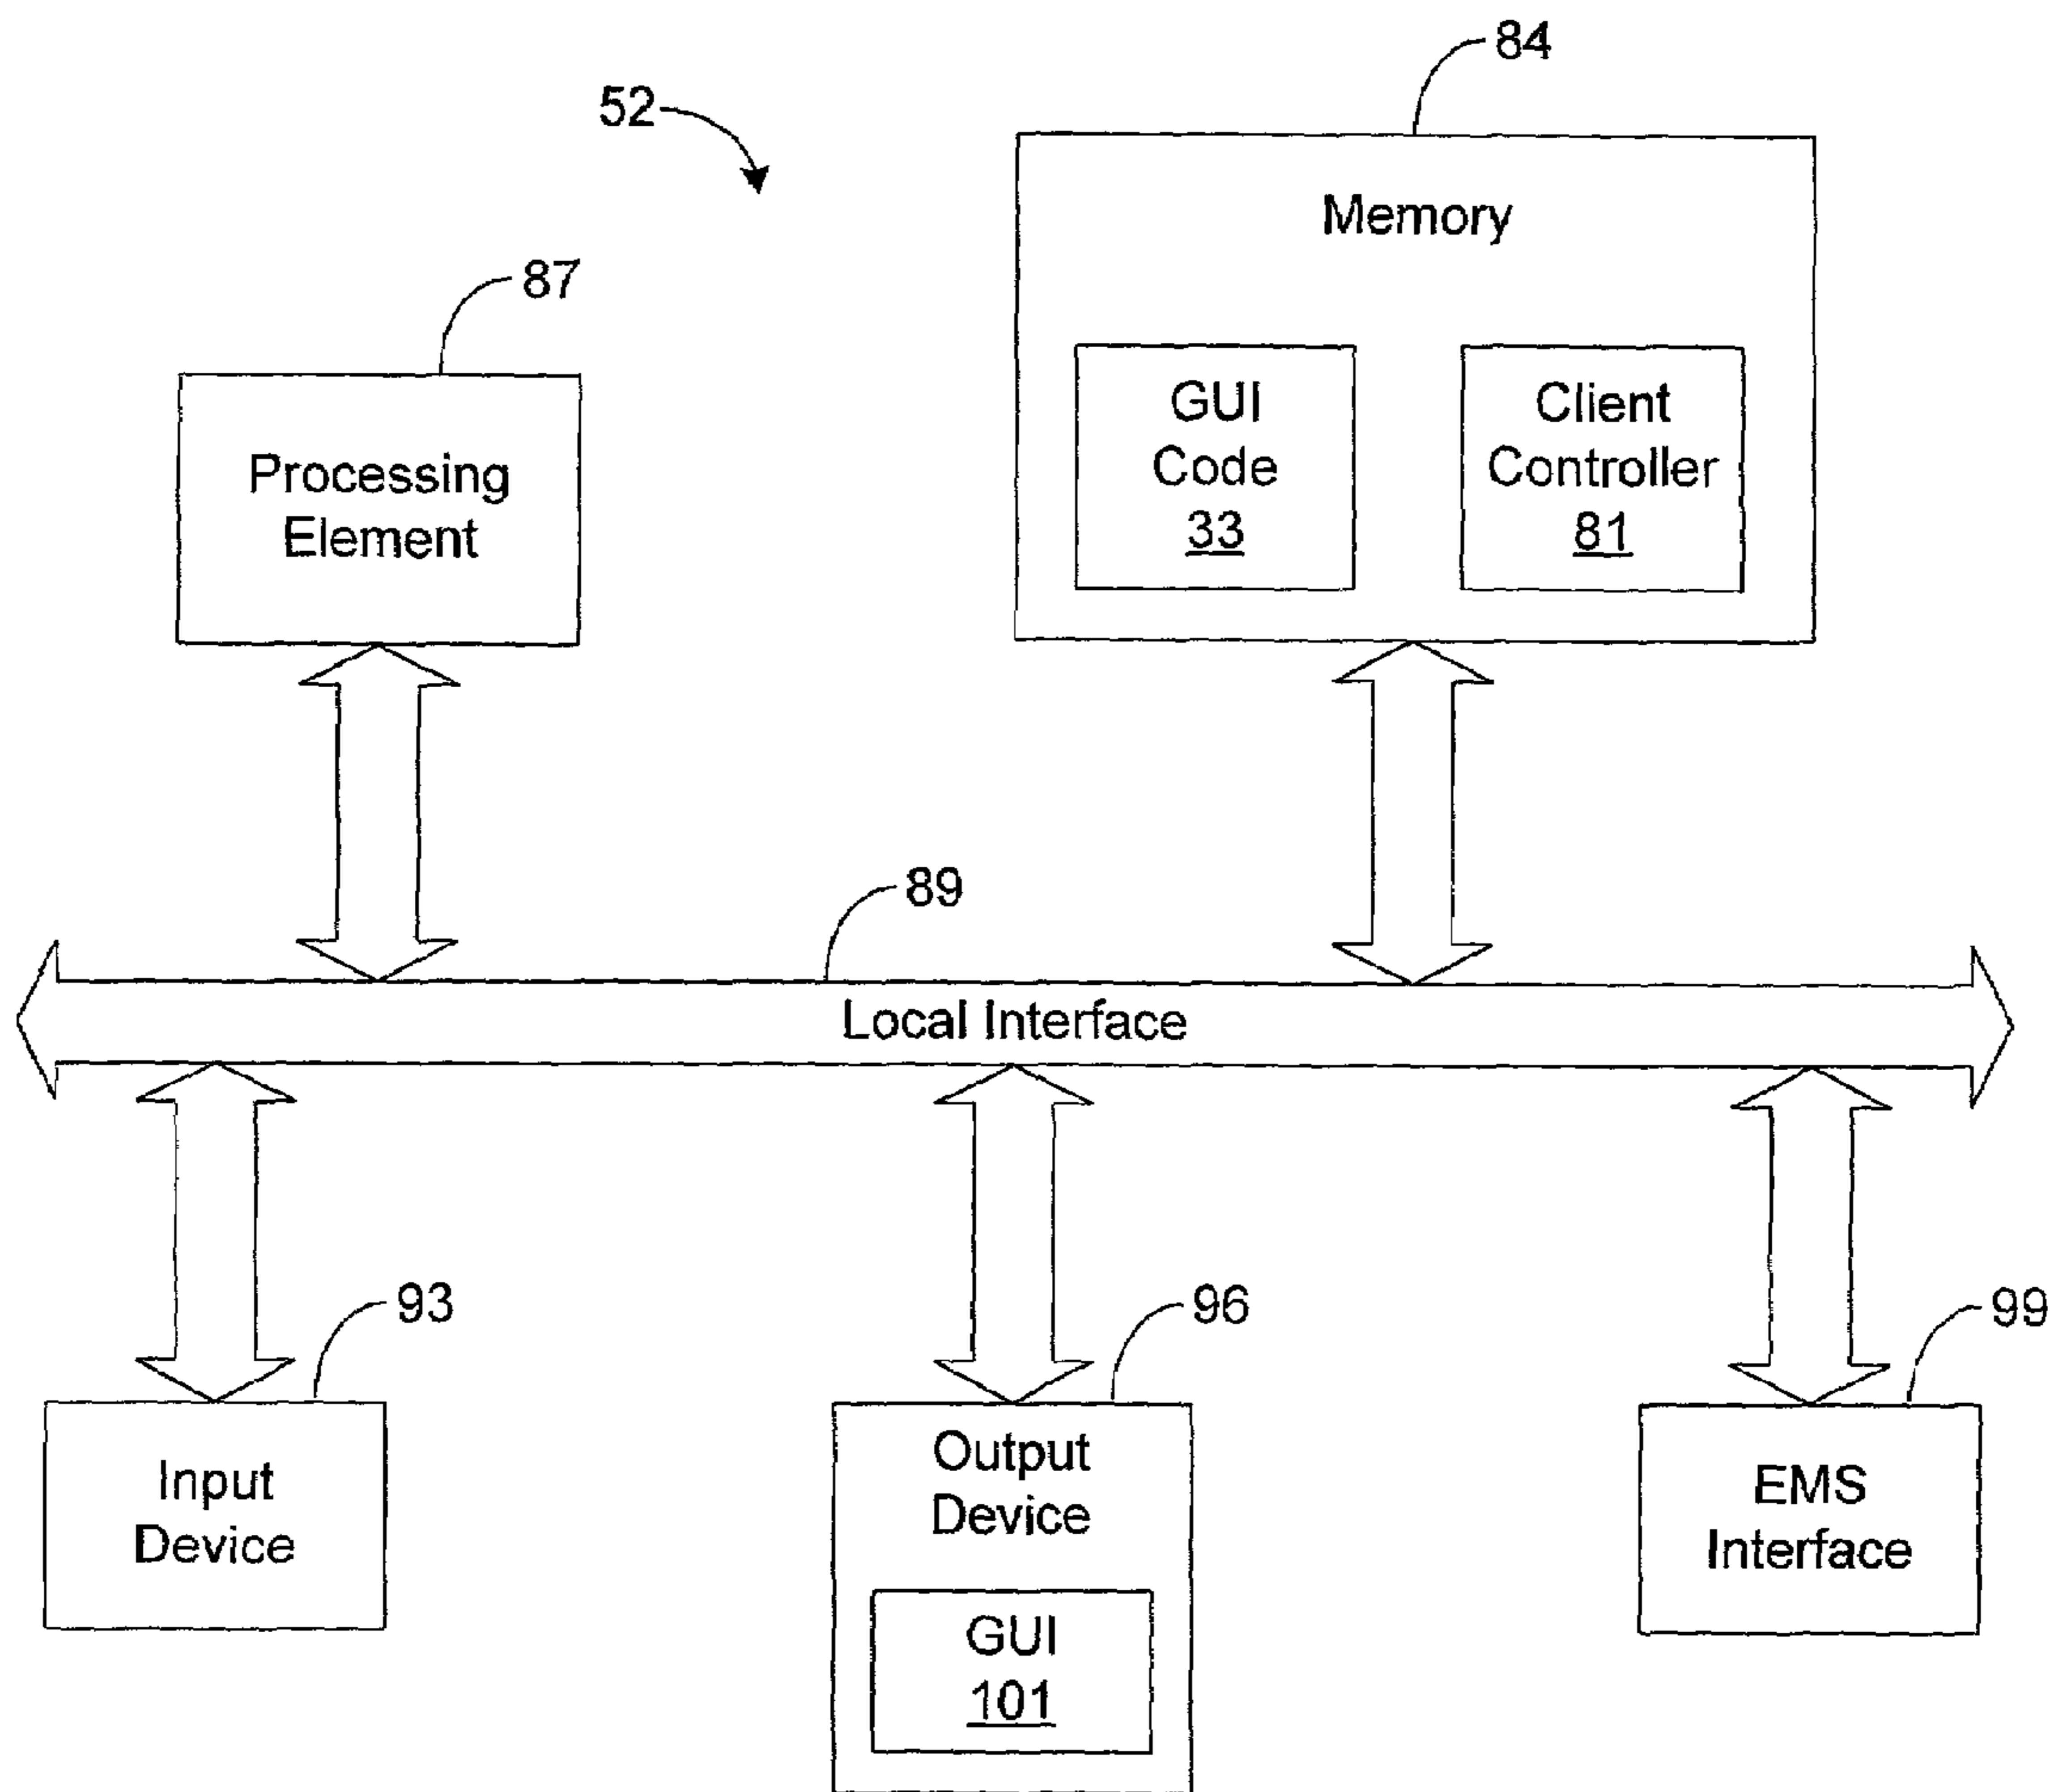 84
52
Memory
87
GUI
Code
33
Client
Controller
81
Processing
Element
89
Local Interface
93
96
99
Input
Device
Output
Device
GUI
101
EMS
Interface